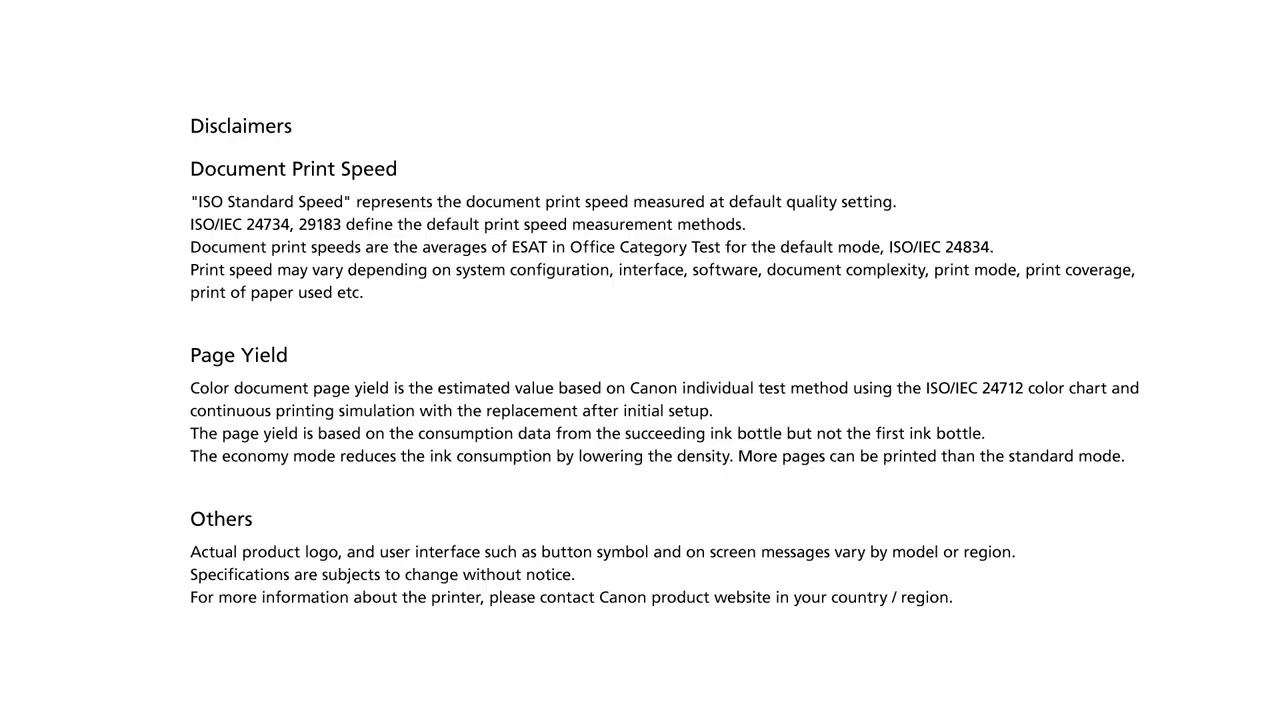 Disclaimers
Document Print Speed
"ISO Standard Speed" represents the document print speed measured at default quality setting.
ISO/IEC 24734, 29183 define the default print speed measurement methods.
Document print speeds are the averages of ESAT in Office Category Test for the default mode, ISO/IEC 24834.
Print speed may vary depending on system configuration, interface, software, document complexity, print mode, print coverage,
print of paper used etc.
Page Yield
Color document page yield is the estimated value based on Canon individual test method using the ISO/IEC 24712 color chart and
continuous printing simulation with the replacement after initial setup.
The page yield is based on the consumption data from the succeeding ink bottle but not the first ink bottle.
The economy mode reduces the ink consumption by lowering the density. More pages can be printed than the standard mode.
Others
Actual product logo, and user interface such as button symbol and on screen messages vary by model or region.
Specifications are subjects to change without notice.
For more information about the printer, please contact Canon product website in your country / region.